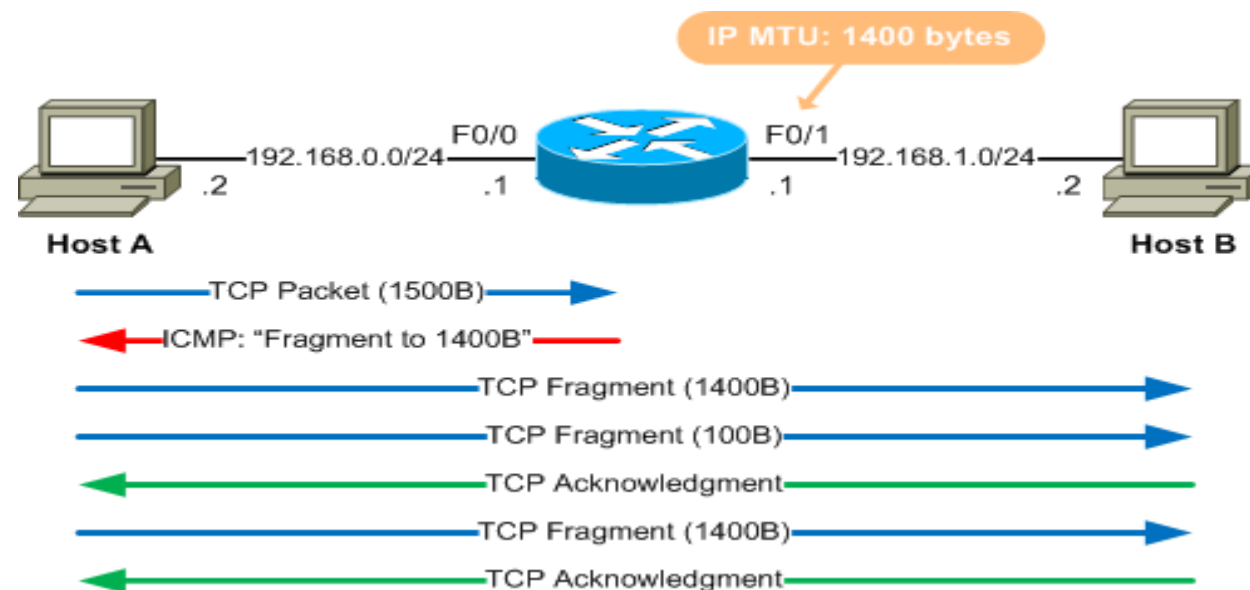 IP MTU: 1400 bytes
F0/0
F0/1
192.168.0.0/24
192.168.1.0/24
.2
.1
.1
.2
Host A
Host B
TCP Packet (1500B)
ICMP: “Fragment to 1400B”
TCP Fragment (1400B)
TCP Fragment (100B)
TCP Acknowledgment
TCP Fragment (1400B)
TCP Acknowledgment